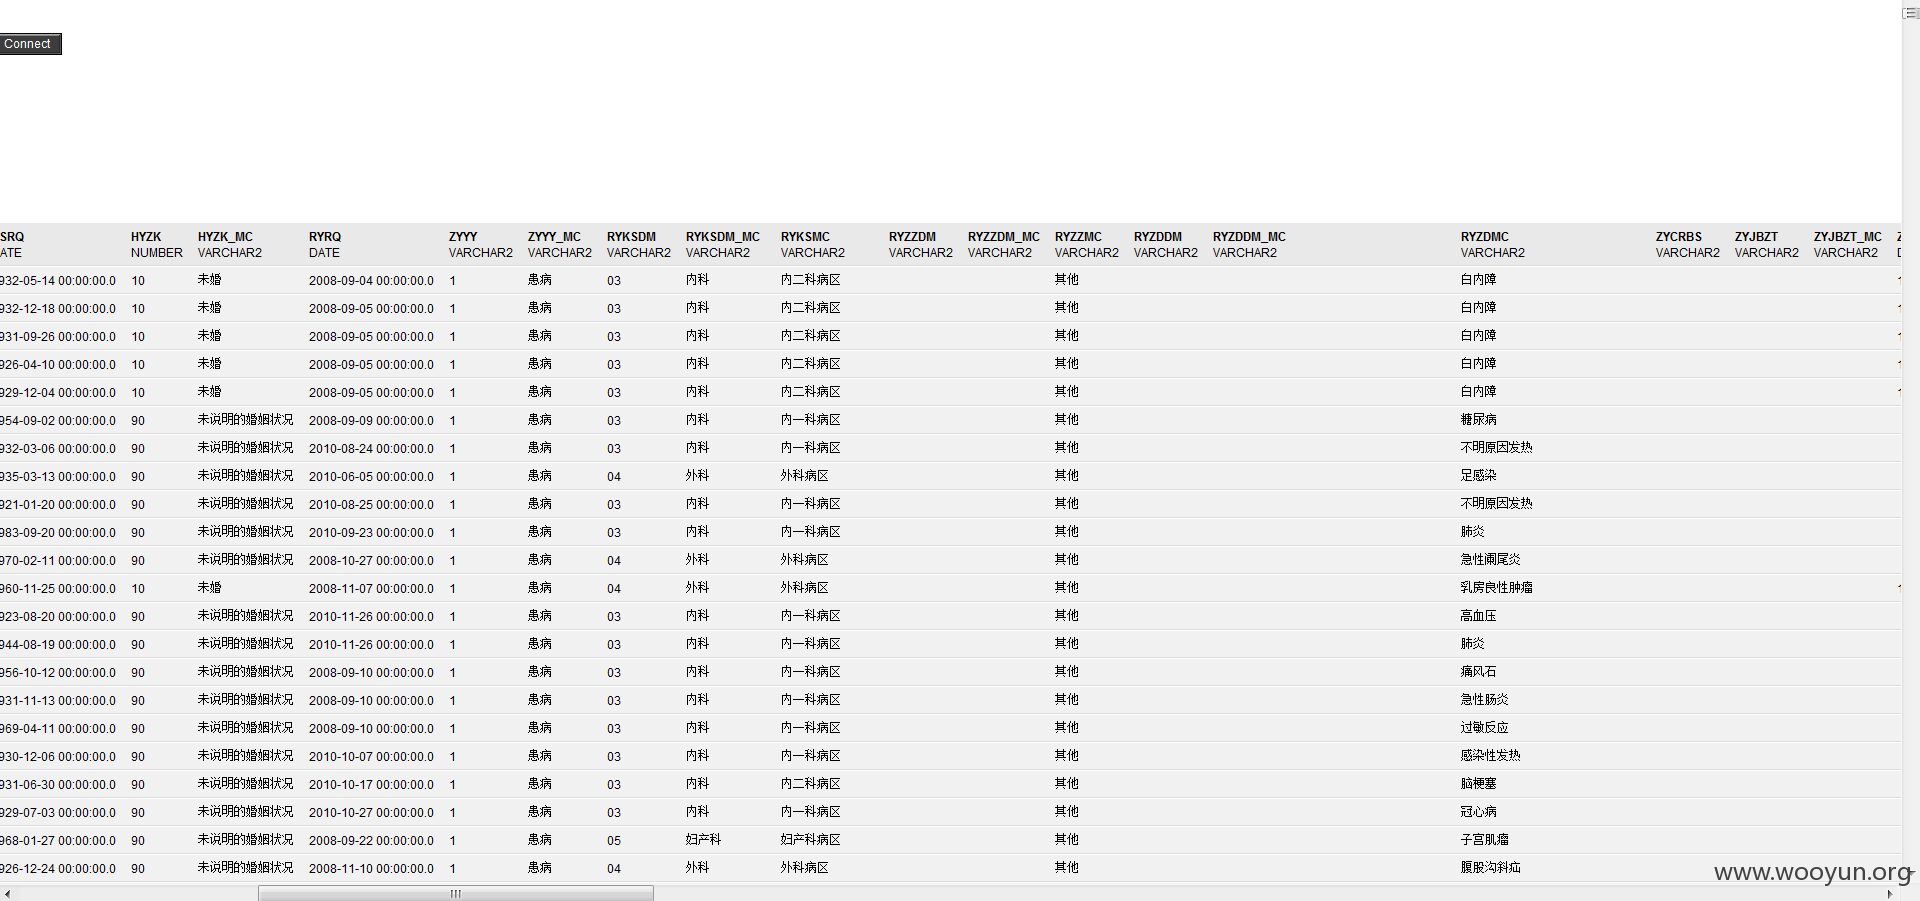 Connect
SRQ HYZK HYZK_MC RYRQ ZYYY ZYYY_MC RYKSDM RYKSDM_MC RYKSMC RYZZDM RYZZDM_MC RYZZMC RYZDDM RYZDDM_MC RYZDMC ZYCRBS ZYJBZT ZYJBZT_MC
ATE NUMBER VARCHAR2 DATE VARCHAR2 VARCHAR2 VARCHAR2 VARCHAR2 VARCHAR2 VARCHAR2 VARCHAR2 VARCHAR2 VARCHAR2 VARCHAR2 VARCHAR2 VARCHAR2 VARCHAR2 VARCHAR2
932-05-14 00:00:00.0 10 未婚 2008-09-04 00:00:00.0 1 患病 03 内科 内二科病区 其他 白内障
932-12-18 00:00:00.0 10 未婚 2008-09-05 00:00:00.0 1 患病 03 内科 内二科病区 其他 白内障
931-09-26 00:00:00.0 10 未婚 2008-09-05 00:00:00.0 1 患病 03 内科 内二科病区 其他 白内障
926-04-10 00:00:00.0 10 未婚 2008-09-05 00:00:00.0 1 患病 03 内科 内二科病区 其他 白内障
929-12-04 00:00:00.0 10 未婚 2008-09-05 00:00:00.0 1 患病 03 内科 内二科病区 其他 白内障
954-09-02 00:00:00.0 90 未说明的婚姻状况 2008-09-09 00:00:00.0 1 患病 03 内科 内一科病区 其他 糖尿病
932-03-06 00:00:00.0 90 未说明的婚姻状况 2010-08-24 00:00:00.0 1 患病 03 内科 内一科病区 其他 不明原因发热
935-03-13 00:00:00.0 90 未说明的婚姻状况 2010-06-05 00:00:00.0 1 患病 04 外科 外科病区 其他 足感染
921-01-20 00:00:00.0 90 未说明的婚姻状况 2010-08-25 00:00:00.0 1 患病 03 内科 内一科病区 其他 不明原因发热
983-09-20 00:00:00.0 90 未说明的婚姻状况 2010-09-23 00:00:00.0 1 患病 03 内科 内一科病区 其他 肺炎
970-02-11 00:00:00.0 90 未说明的婚姻状况 2008-10-27 00:00:00.0 1 患病 04 外科 外科病区 其他 急性阑尾炎
960-11-25 00:00:00.0 10 未婚 2008-11-07 00:00:00.0 1 患病 04 外科 外科病区 其他 乳房良性肿瘤
923-08-20 00:00:00.0 90 未说明的婚姻状况 2010-11-26 00:00:00.0 1 患病 03 内科 内一科病区 其他 高血压
944-08-19 00:00:00.0 90 未说明的婚姻状况 2010-11-26 00:00:00.0 1 患病 03 内科 内一科病区 其他 肺炎
956-10-12 00:00:00.0 90 未说明的婚姻状况 2008-09-10 00:00:00.0 1 患病 03 内科 内一科病区 其他 痛风石
931-11-13 00:00:00.0 90 未说明的婚姻状况 2008-09-10 00:00:00.0 1 患病 03 内科 内一科病区 其他 急性肠炎
969-04-11 00:00:00.0 90 未说明的婚姻状况 2008-09-10 00:00:00.0 1 患病 03 内科 内一科病区 其他 过敏反应
930-12-06 00:00:00.0 90 未说明的婚姻状况 2010-10-07 00:00:00.0 1 患病 03 内科 内一科病区 其他 感染性发热
931-06-30 00:00:00.0 90 未说明的婚姻状况 2010-10-17 00:00:00.0 1 患病 03 内科 内二科病区 其他 脑梗塞
929-07-03 00:00:00.0 90 未说明的婚姻状况 2010-10-27 00:00:00.0 1 患病 03 内科 内一科病区 其他 冠心病
968-01-27 00:00:00.0 90 未说明的婚姻状况 2008-09-22 00:00:00.0 1 患病 05 妇产科 妇产科病区 其他 子宫肌瘤
926-12-24 00:00:00.0 90 未说明的婚姻状况 2008-11-10 00:00:00.0 1 患病 04 外科 外科病区 其他 腹股沟斜疝
www.wooyun.org